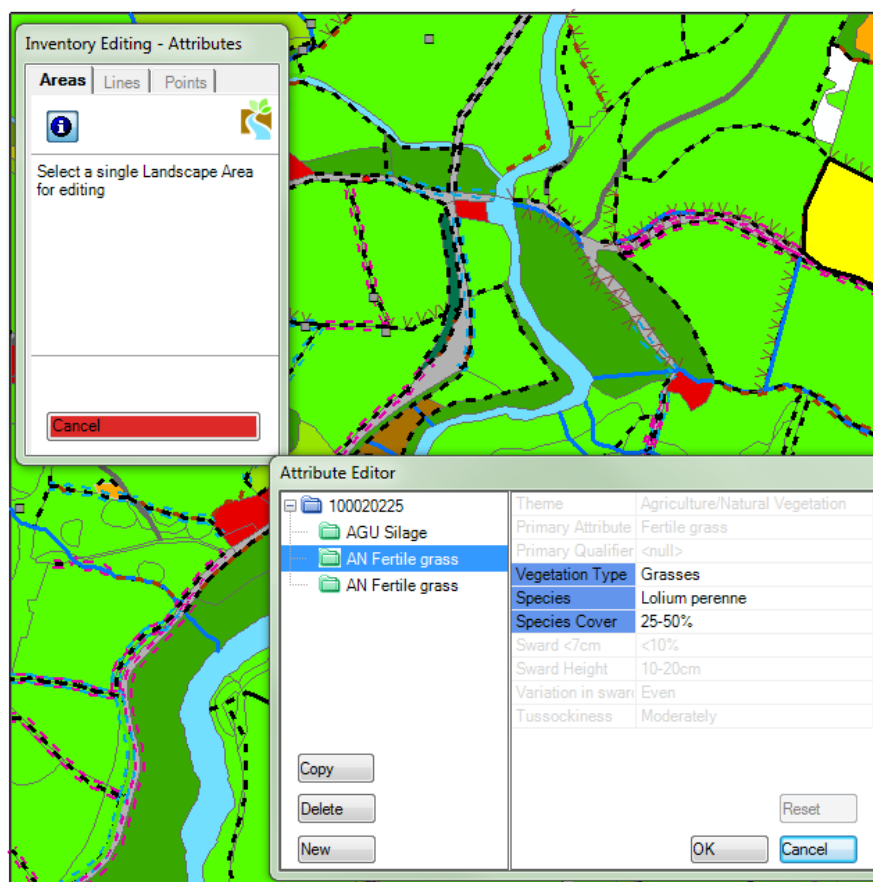 Inventory Editing - Attributes
Areas Lines Points
Select a single Landscape Area
for editing
Cancel
Attribute Editor
100020225
AGU Silage
AN Fertile grass
AN Fertile grass
Theme Agriculture/Natural Vegetation
Primary Attribute Fertile grass
Primary Qualifier <null>
Vegetation Type Grasses
Species Lolium perenne
Species Cover 25-50%
Sward <7cm <10%
Sward Height 10-20cm
Variation in sward Even
Tussockiness Moderately
Copy
Delete
New
Reset
OK
Cancel